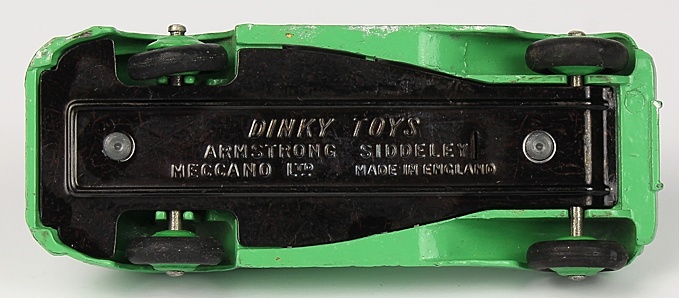 DINKY TOYS
ARMSTRONG SIDDELEY
MECCANO LTD MADE IN ENGLAND